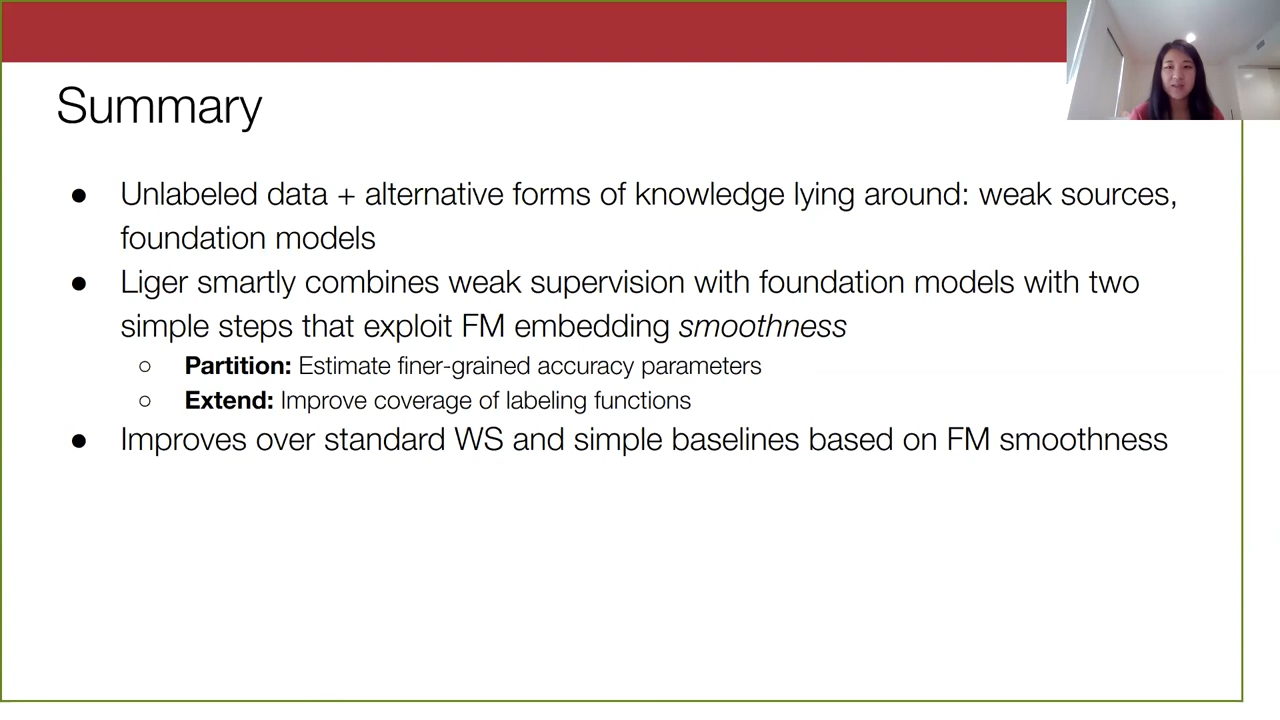 Summary
● Unlabeled data + alternative forms of knowledge lying around: weak sources,
foundation models
● Liger smartly combines weak supervision with foundation models with two
simple steps that exploit FM embedding smoothness
○ Partition: Estimate finer-grained accuracy parameters
○ Extend: Improve coverage of labeling functions
● Improves over standard WS and simple baselines based on FM smoothness